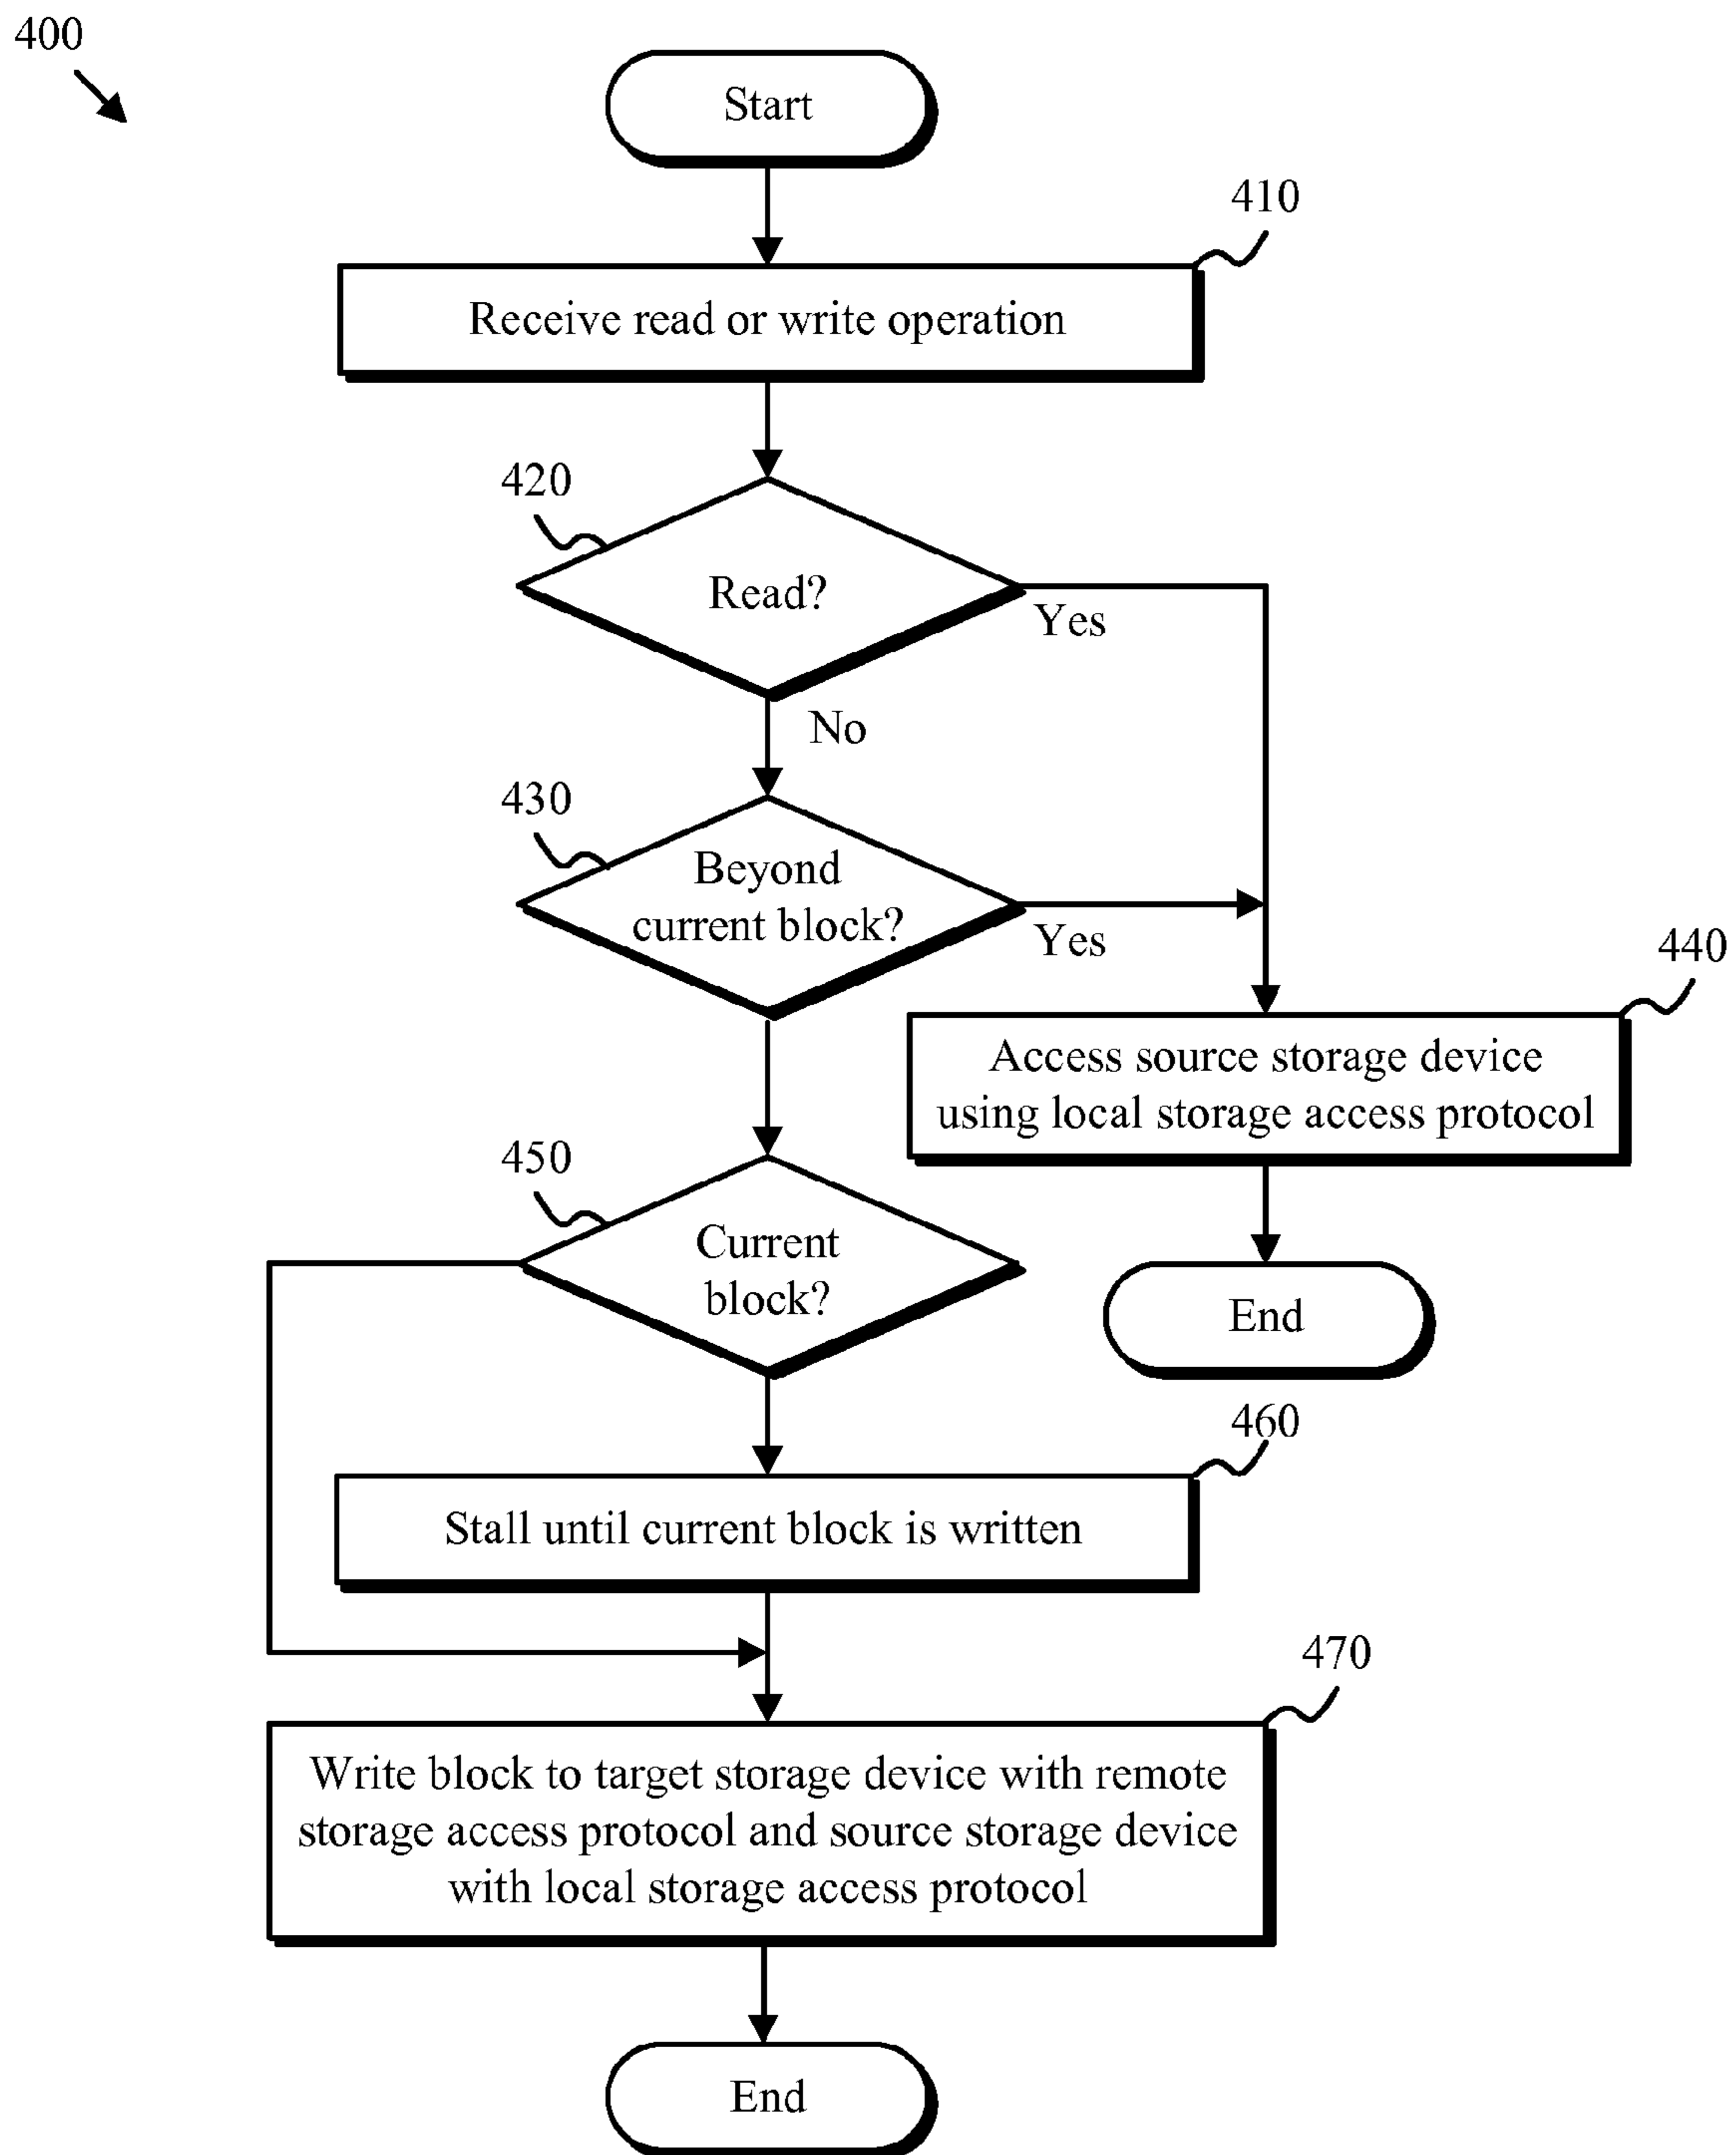 400
Start
410
Receive read or write operation
420
Read?
Yes
No
430
Beyond
current block?
Yes
440
Access source storage device
using local storage access protocol
450
Current
block?
End
460
Stall until current block is written
470
Write block to target storage device with remote
storage access protocol and source storage device
with local storage access protocol
End